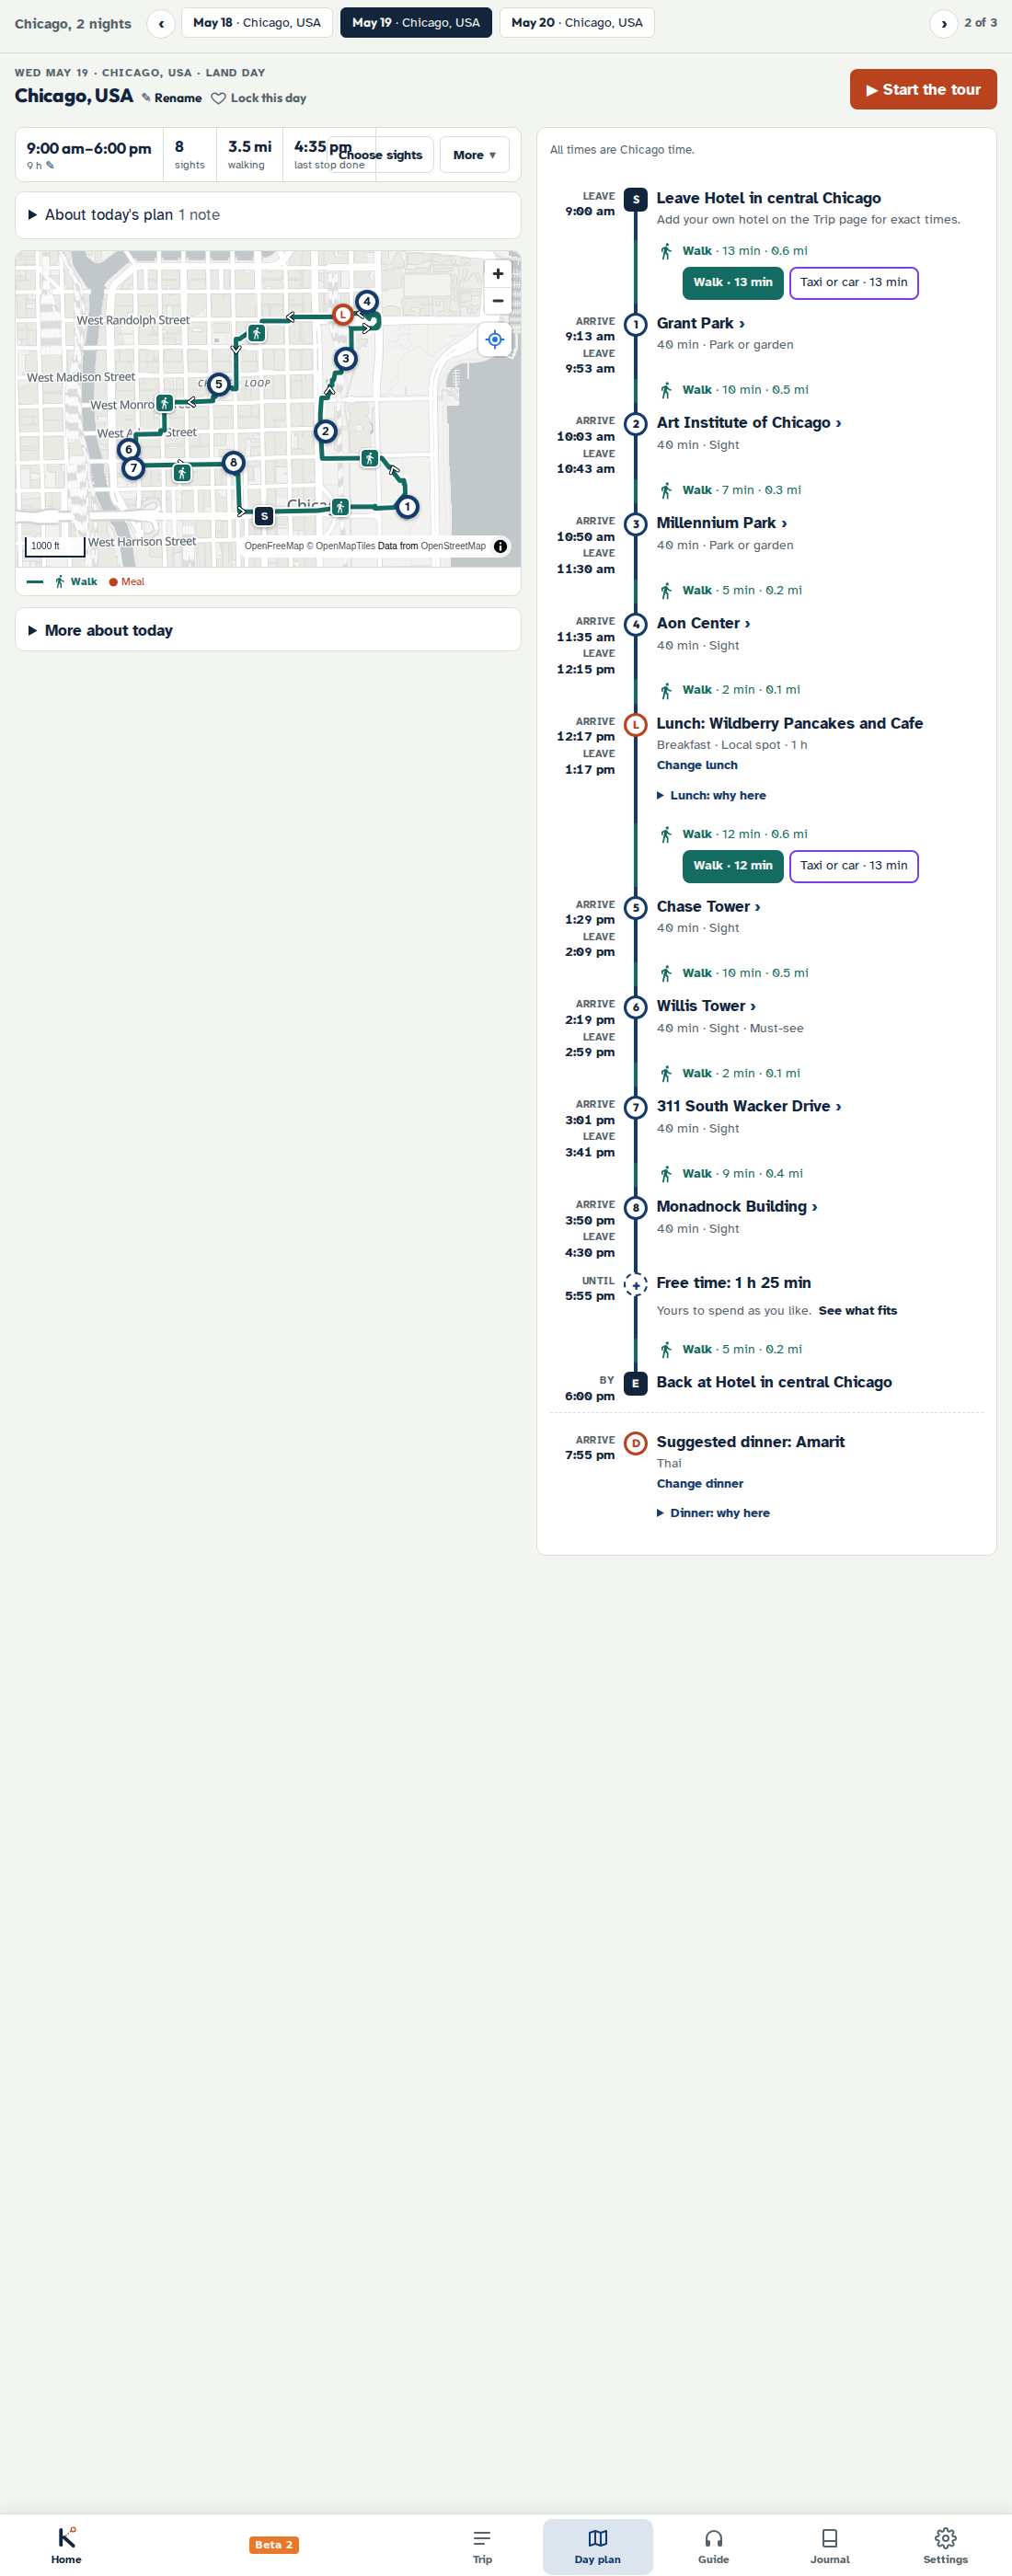 Chicago, 2 nights
‹
May 18 · Chicago, USA
May 19 · Chicago, USA
May 20 · Chicago, USA
›
2 of 3
WED MAY 19 · CHICAGO, USA · LAND DAY
Chicago, USA
✎ Rename
Lock this day
▶ Start the tour
9:00 am–6:00 pm
9 h ✎
8
sights
3.5 mi
walking
4:35 pm
last stop done
Choose sights
More ▾
▶ About today's plan 1 note
West Randolph Street
West Madison Street
LOOP
West Monro
Street
West Harrison Street
4
L
3
5
2
6
7
8
1
S
+
−
1000 ft
OpenFreeMap © OpenMapTiles Data from OpenStreetMap
Walk
Meal
▶ More about today
All times are Chicago time.
LEAVE
9:00 am
S
Leave Hotel in central Chicago
Add your own hotel on the Trip page for exact times.
Walk · 13 min · 0.6 mi
Walk · 13 min
Taxi or car · 13 min
ARRIVE
9:13 am
LEAVE
9:53 am
1
Grant Park ›
40 min · Park or garden
Walk · 10 min · 0.5 mi
ARRIVE
10:03 am
LEAVE
10:43 am
2
Art Institute of Chicago ›
40 min · Sight
Walk · 7 min · 0.3 mi
ARRIVE
10:50 am
LEAVE
11:30 am
3
Millennium Park ›
40 min · Park or garden
Walk · 5 min · 0.2 mi
ARRIVE
11:35 am
LEAVE
12:15 pm
4
Aon Center ›
40 min · Sight
Walk · 2 min · 0.1 mi
ARRIVE
12:17 pm
LEAVE
1:17 pm
L
Lunch: Wildberry Pancakes and Cafe
Breakfast · Local spot · 1 h
Change lunch
▶ Lunch: why here
Walk · 12 min · 0.6 mi
Walk · 12 min
Taxi or car · 13 min
ARRIVE
1:29 pm
LEAVE
2:09 pm
5
Chase Tower ›
40 min · Sight
Walk · 10 min · 0.5 mi
ARRIVE
2:19 pm
LEAVE
2:59 pm
6
Willis Tower ›
40 min · Sight · Must-see
Walk · 2 min · 0.1 mi
ARRIVE
3:01 pm
LEAVE
3:41 pm
7
311 South Wacker Drive ›
40 min · Sight
Walk · 9 min · 0.4 mi
ARRIVE
3:50 pm
LEAVE
4:30 pm
8
Monadnock Building ›
40 min · Sight
UNTIL
5:55 pm
+
Free time: 1 h 25 min
Yours to spend as you like. See what fits
Walk · 5 min · 0.2 mi
BY
6:00 pm
E
Back at Hotel in central Chicago
ARRIVE
7:55 pm
D
Suggested dinner: Amarit
Thai
Change dinner
▶ Dinner: why here
Home
Beta 2
Trip
Day plan
Guide
Journal
Settings